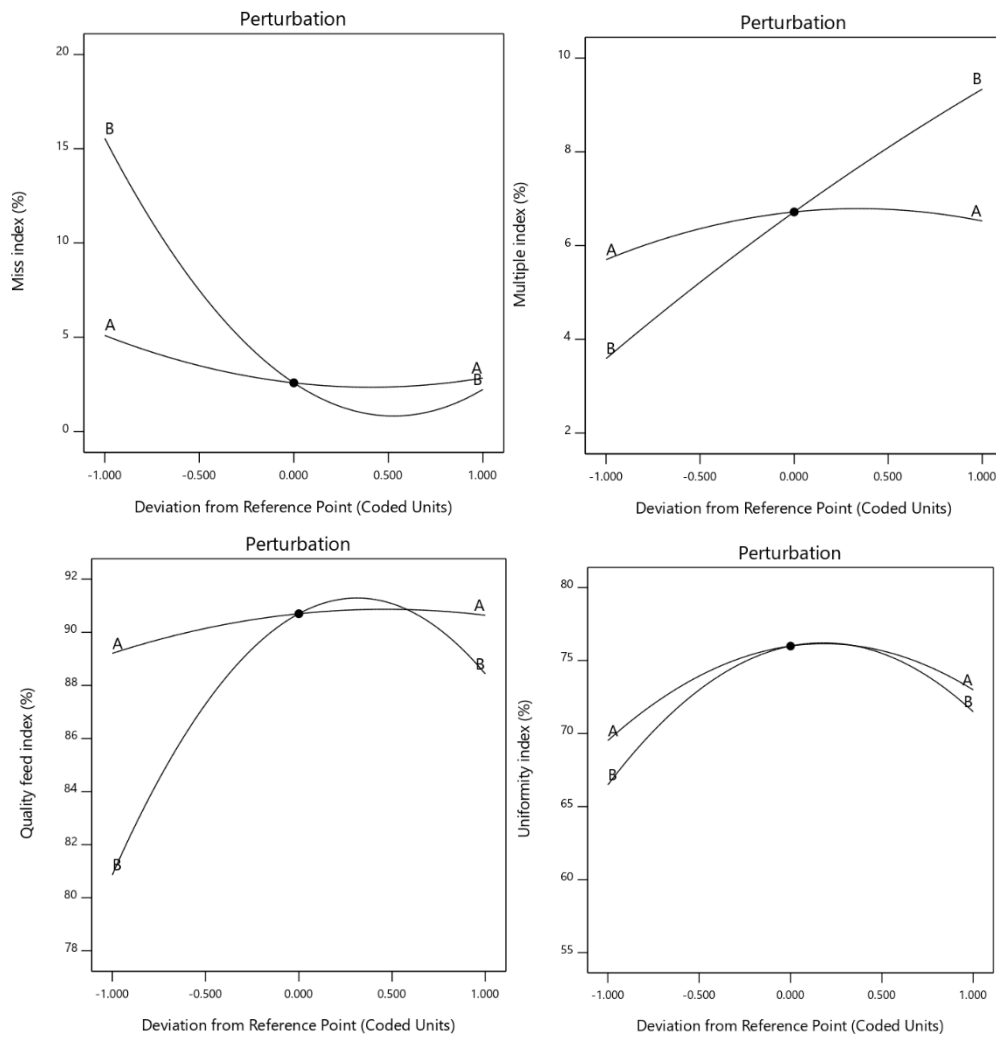 Perturbation
20
15
10
5
0
Miss index (%)
B
A
A
B
-1.000 -0.500 0.000 0.500 1.000
Deviation from Reference Point (Coded Units)
Perturbation
10
8
6
4
2
Multiple index (%)
B
A
A
B
-1.000 -0.500 0.000 0.500 1.000
Deviation from Reference Point (Coded Units)
Perturbation
92
90
88
86
84
82
80
78
Quality feed index (%)
A
A
B
B
-1.000 -0.500 0.000 0.500 1.000
Deviation from Reference Point (Coded Units)
Perturbation
80
75
70
65
60
55
Uniformity index (%)
A
B
A
B
-1.000 -0.500 0.000 0.500 1.000
Deviation from Reference Point (Coded Units)